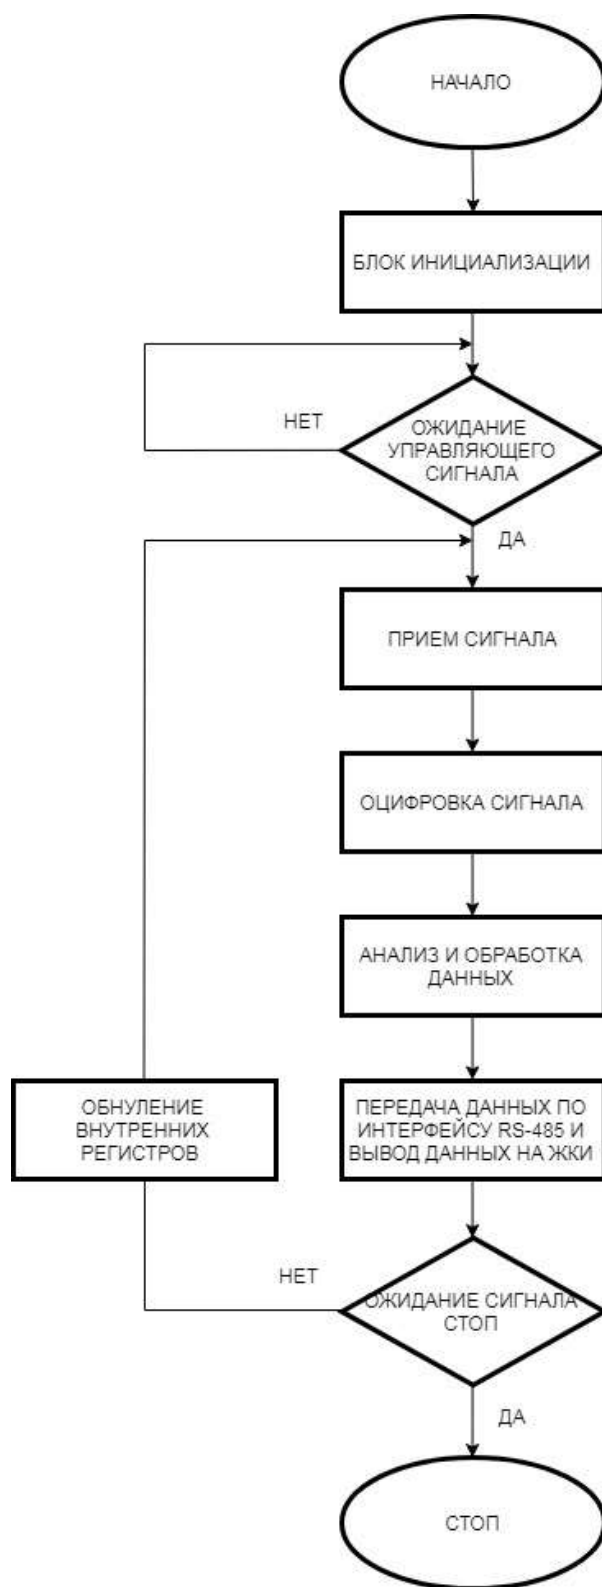 НАЧАЛО
БЛОК ИНИЦИАЛИЗАЦИИ
НЕТ
ОЖИДАНИЕ
УПРАВЛЯЮЩЕГО
СИГНАЛА
ДА
ПРИЕМ СИГНАЛА
ОЦИФРОВКА СИГНАЛА
АНАЛИЗ И ОБРАБОТКА
ДАННЫХ
ОБНУЛЕНИЕ
ВНУТРЕННИХ
РЕГИСТРОВ
ПЕРЕДАЧА ДАННЫХ ПО
ИНТЕРФЕЙСУ RS-485 И
ВЫВОД ДАННЫХ НА ЖКИ
НЕТ
ОЖИДАНИЕ СИГНАЛА
СТОП
ДА
СТОП